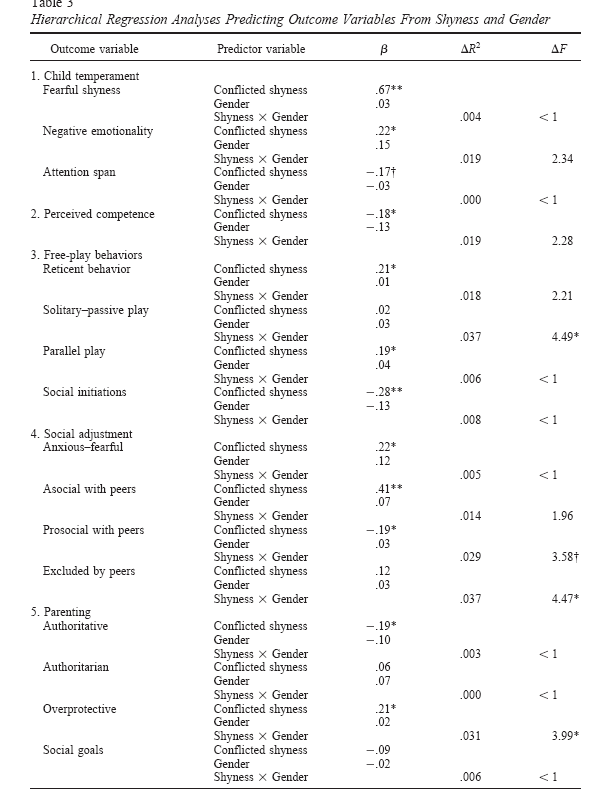 Table 3
Hierarchical Regression Analyses Predicting Outcome Variables From Shyness and Gender
Outcome variable Predictor variable β ΔR² ΔF
1. Child temperament
Fearful shyness Conflicted shyness .67**
Gender .03
Shyness × Gender .004 < 1
Negative emotionality Conflicted shyness .22*
Gender .15
Shyness × Gender .019 2.34
Attention span Conflicted shyness −.17†
Gender −.03
Shyness × Gender .000 < 1
2. Perceived competence Conflicted shyness −.18*
Gender −.13
Shyness × Gender .019 2.28
3. Free-play behaviors
Reticent behavior Conflicted shyness .21*
Gender .01
Shyness × Gender .018 2.21
Solitary–passive play Conflicted shyness .02
Gender .03
Shyness × Gender .037 4.49*
Parallel play Conflicted shyness .19*
Gender .04
Shyness × Gender .006 < 1
Social initiations Conflicted shyness −.28**
Gender −.13
Shyness × Gender .008 < 1
4. Social adjustment
Anxious–fearful Conflicted shyness .22*
Gender .12
Shyness × Gender .005 < 1
Asocial with peers Conflicted shyness .41**
Gender .07
Shyness × Gender .014 1.96
Prosocial with peers Conflicted shyness −.19*
Gender .03
Shyness × Gender .029 3.58†
Excluded by peers Conflicted shyness .12
Gender .03
Shyness × Gender .037 4.47*
5. Parenting
Authoritative Conflicted shyness −.19*
Gender −.10
Shyness × Gender .003 < 1
Authoritarian Conflicted shyness .06
Gender .07
Shyness × Gender .000 < 1
Overprotective Conflicted shyness .21*
Gender .02
Shyness × Gender .031 3.99*
Social goals Conflicted shyness −.09
Gender −.02
Shyness × Gender .006 < 1